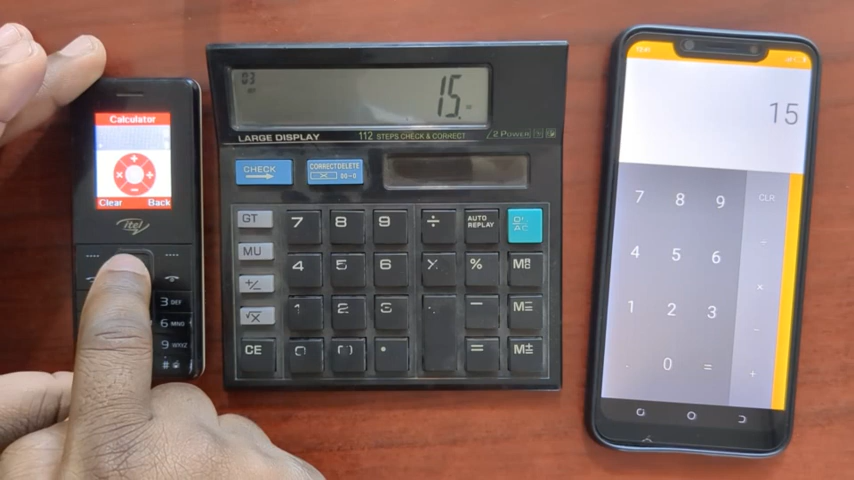 Calculator
Clear Back
itel
3 DEF
6 MNO
9 WXYZ
03
15.
LARGE DISPLAY 112 STEPS CHECK & CORRECT 2 POWER
CHECK
CORRECT DELETE
00→0
GT 7 8 9 ÷ AUTO REPLAY
MU 4 5 6 × % MR
+/- 1 2 3 − M−
√x
CE 0 • = M±
15
7 8 9 CLR
4 5 6 −
1 2 3 ×
. 0 = +